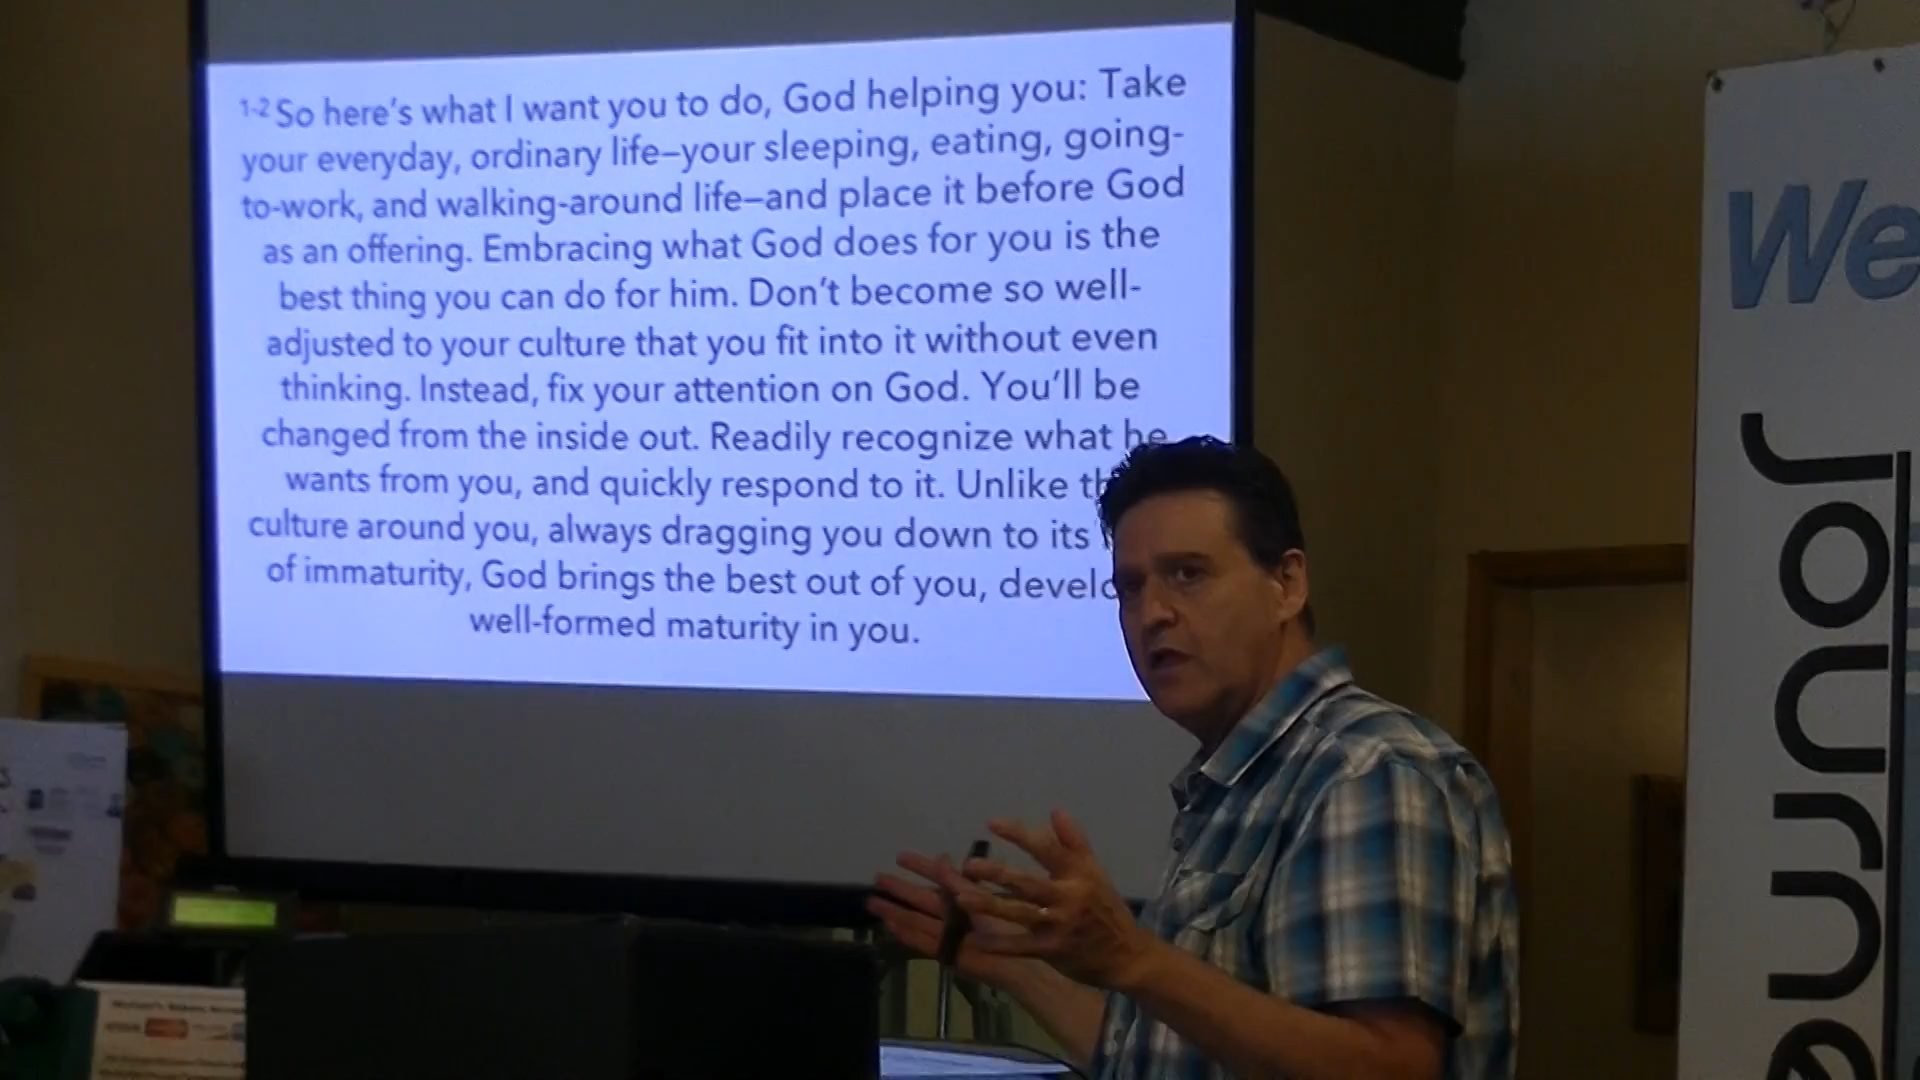 1-2 So here's what I want you to do, God helping you: Take
your everyday, ordinary life–your sleeping, eating, going-
to-work, and walking-around life–and place it before God
as an offering. Embracing what God does for you is the
best thing you can do for him. Don't become so well-
adjusted to your culture that you fit into it without even
thinking. Instead, fix your attention on God. You'll be
changed from the inside out. Readily recognize what he
wants from you, and quickly respond to it. Unlike th
culture around you, always dragging you down to its
of immaturity, God brings the best out of you, develo
well-formed maturity in you.
We
Journe